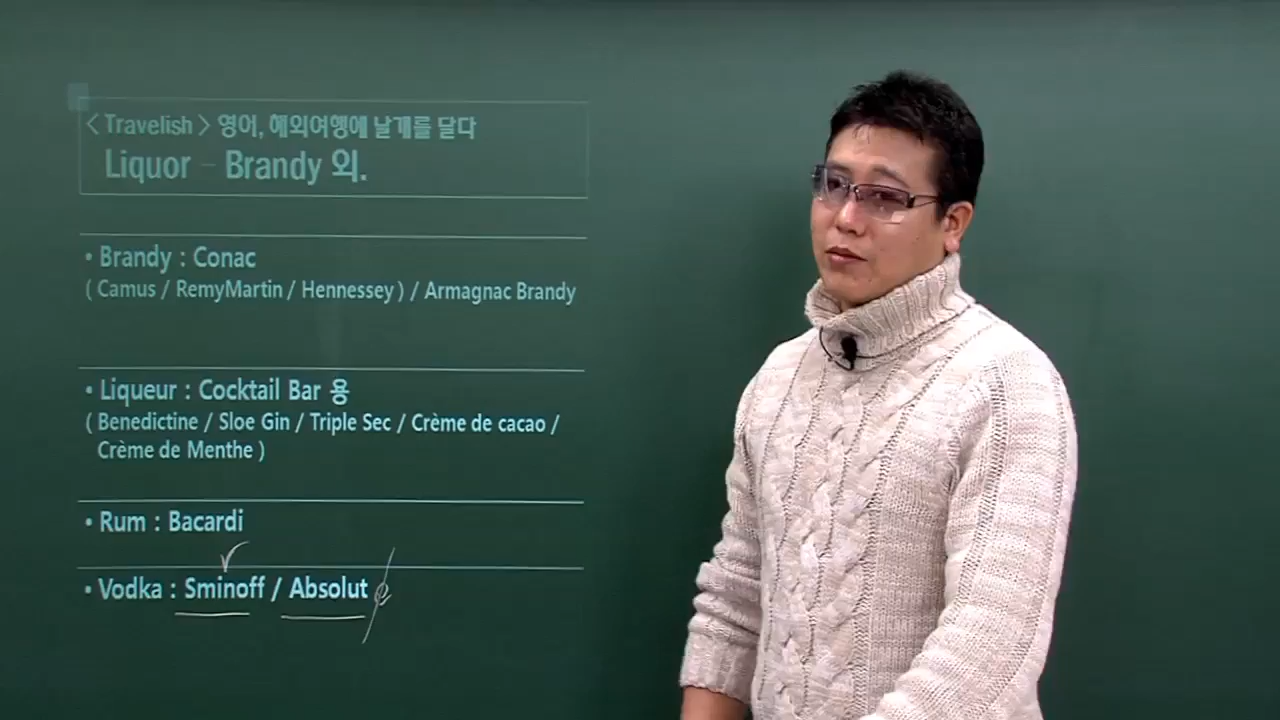 <Travelish> 영어, 해외여행에 날개를 달다
Liquor - Brandy 외.
• Brandy : Conac
( Camus / RemyMartin / Hennessey ) / Armagnac Brandy
• Liqueur : Cocktail Bar 용
( Benedictine / Sloe Gin / Triple Sec / Crème de cacao /
Crème de Menthe )
• Rum : Bacardi
• Vodka : Sminoff / Absolut e